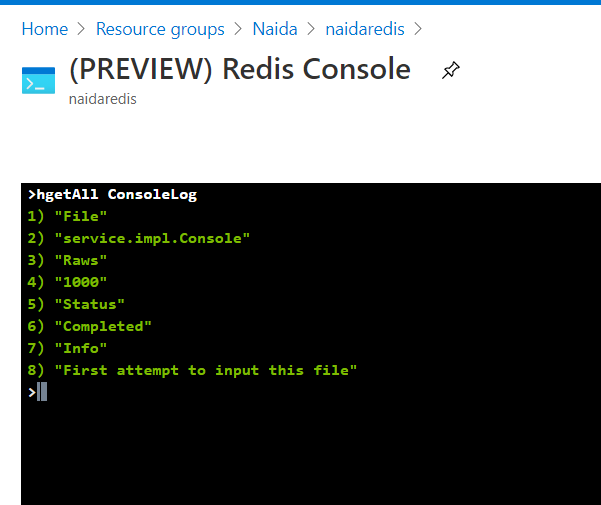 Home > Resource groups > Naida > naidaredis >
(PREVIEW) Redis Console
naidaredis
>hgetAll ConsoleLog
1) "File"
2) "service.impl.Console"
3) "Raws"
4) "1000"
5) "Status"
6) "Completed"
7) "Info"
8) "First attempt to input this file"
>